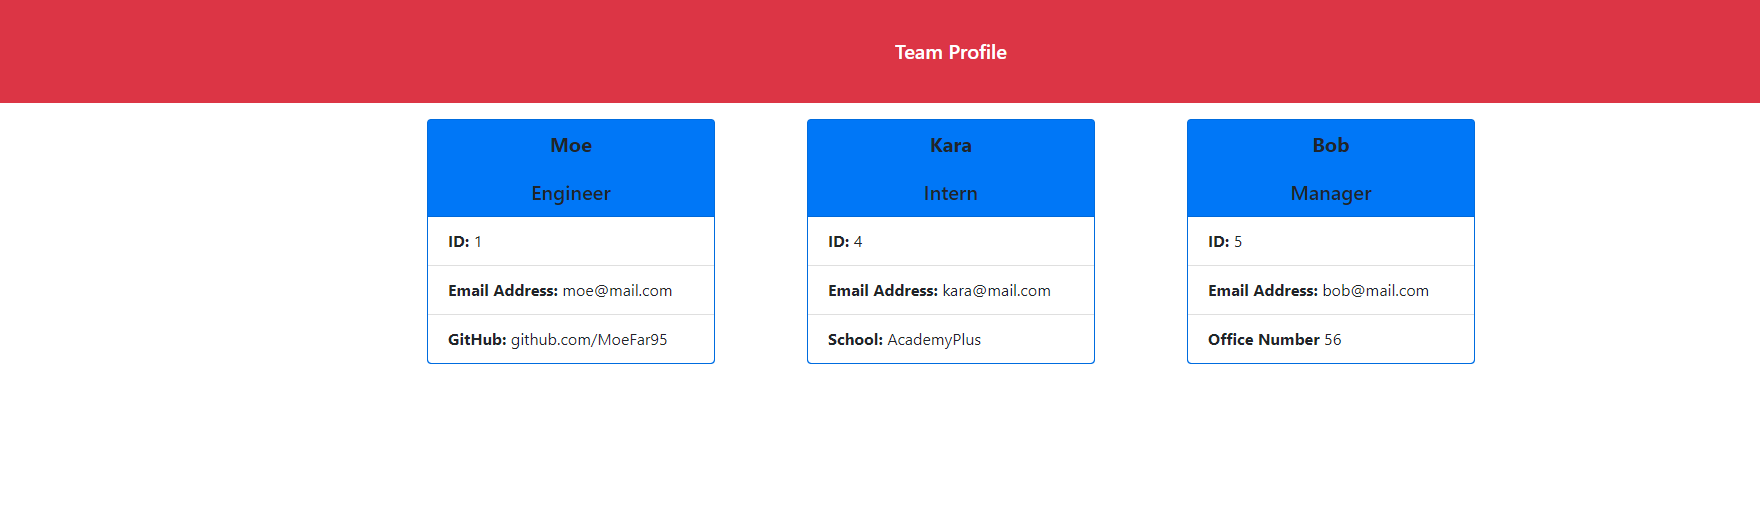 Team Profile
Moe
Engineer
ID: 1
Email Address: moe@mail.com
GitHub: github.com/MoeFar95
Kara
Intern
ID: 4
Email Address: kara@mail.com
School: AcademyPlus
Bob
Manager
ID: 5
Email Address: bob@mail.com
Office Number 56